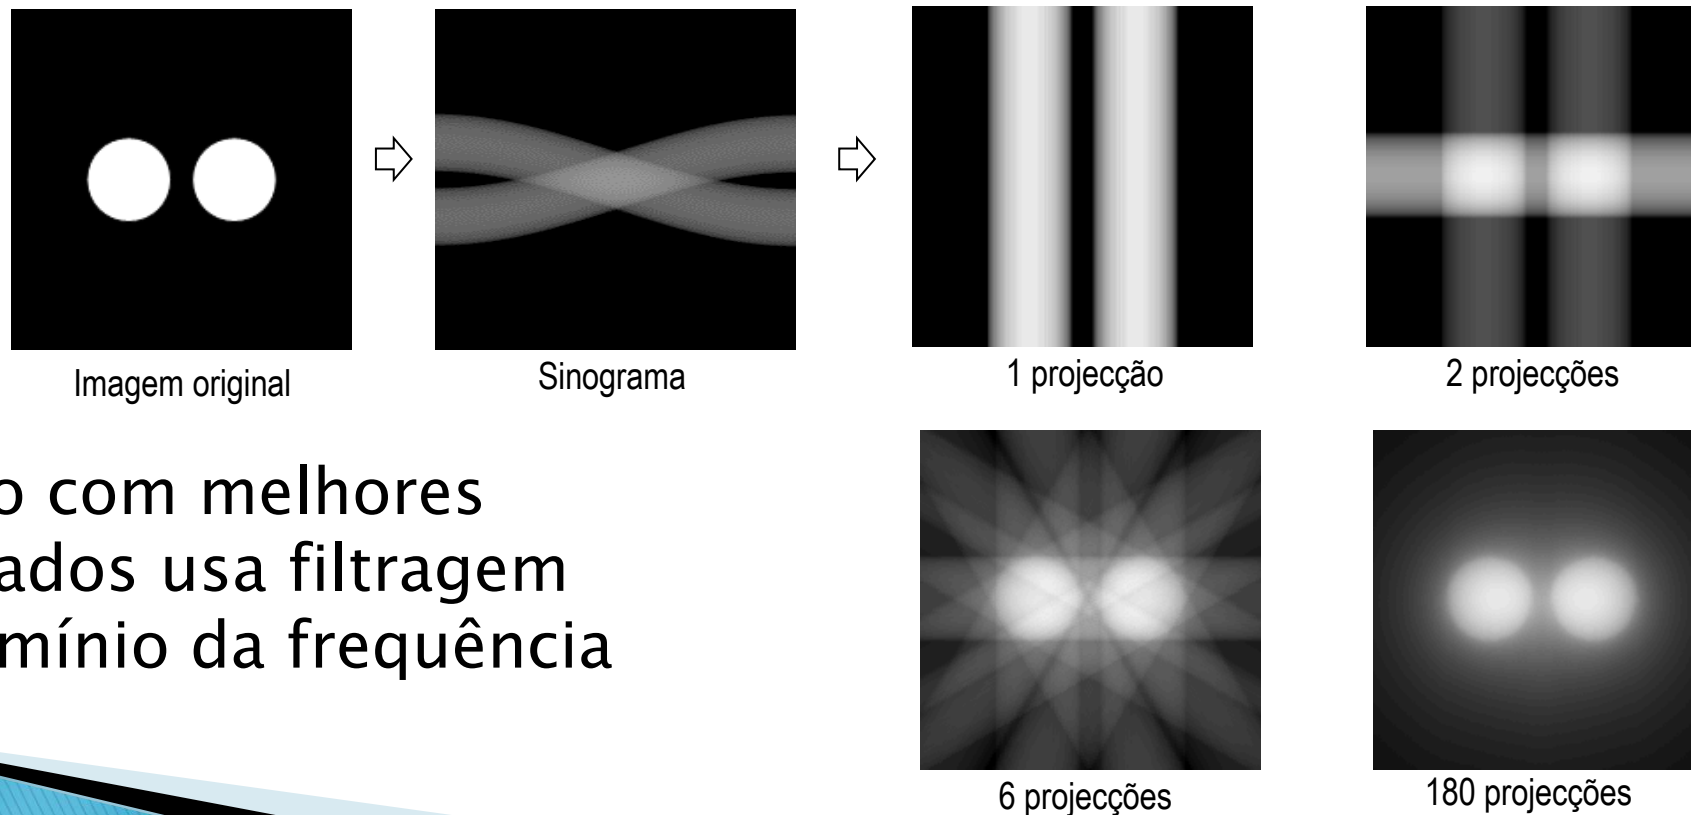 Imagem original
Sinograma
1 projecção
2 projecções
o com melhores
ados usa filtragem
mínio da frequência
6 projecções
180 projecções